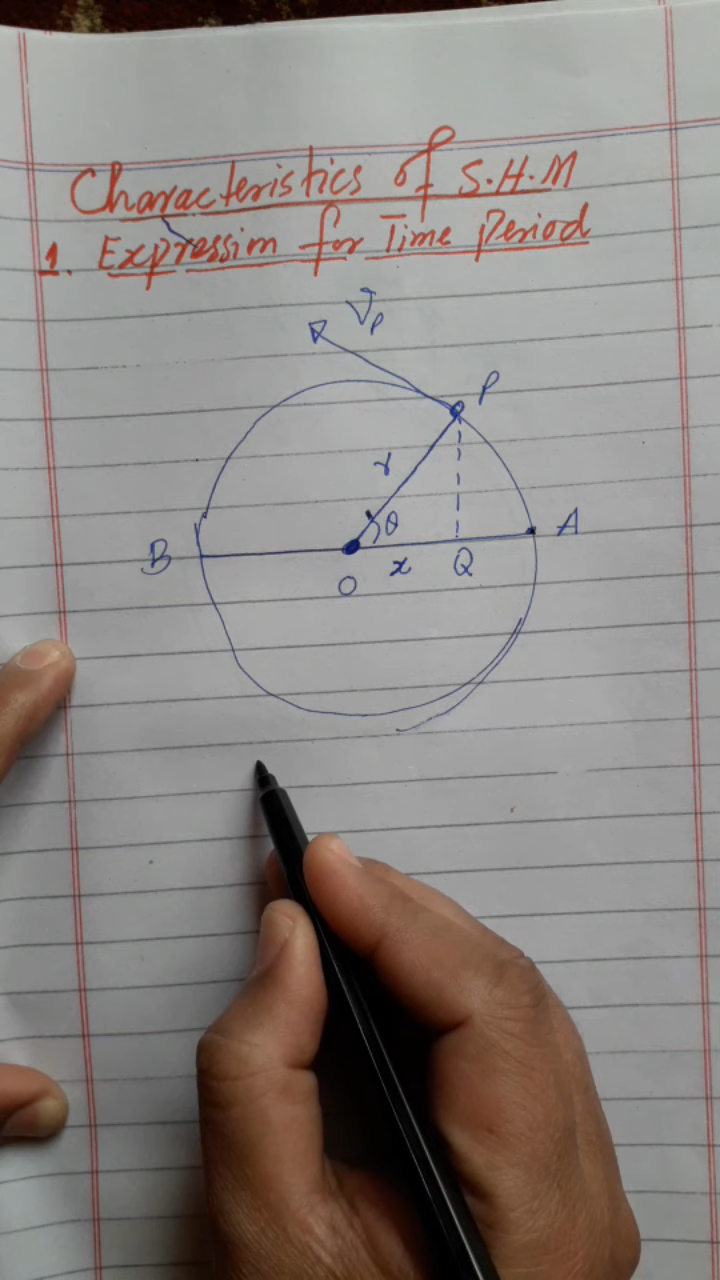 Characteristics of S.H.M
1. Expression for Time Period
Vp
P
r
θ
B
A
O
x
Q